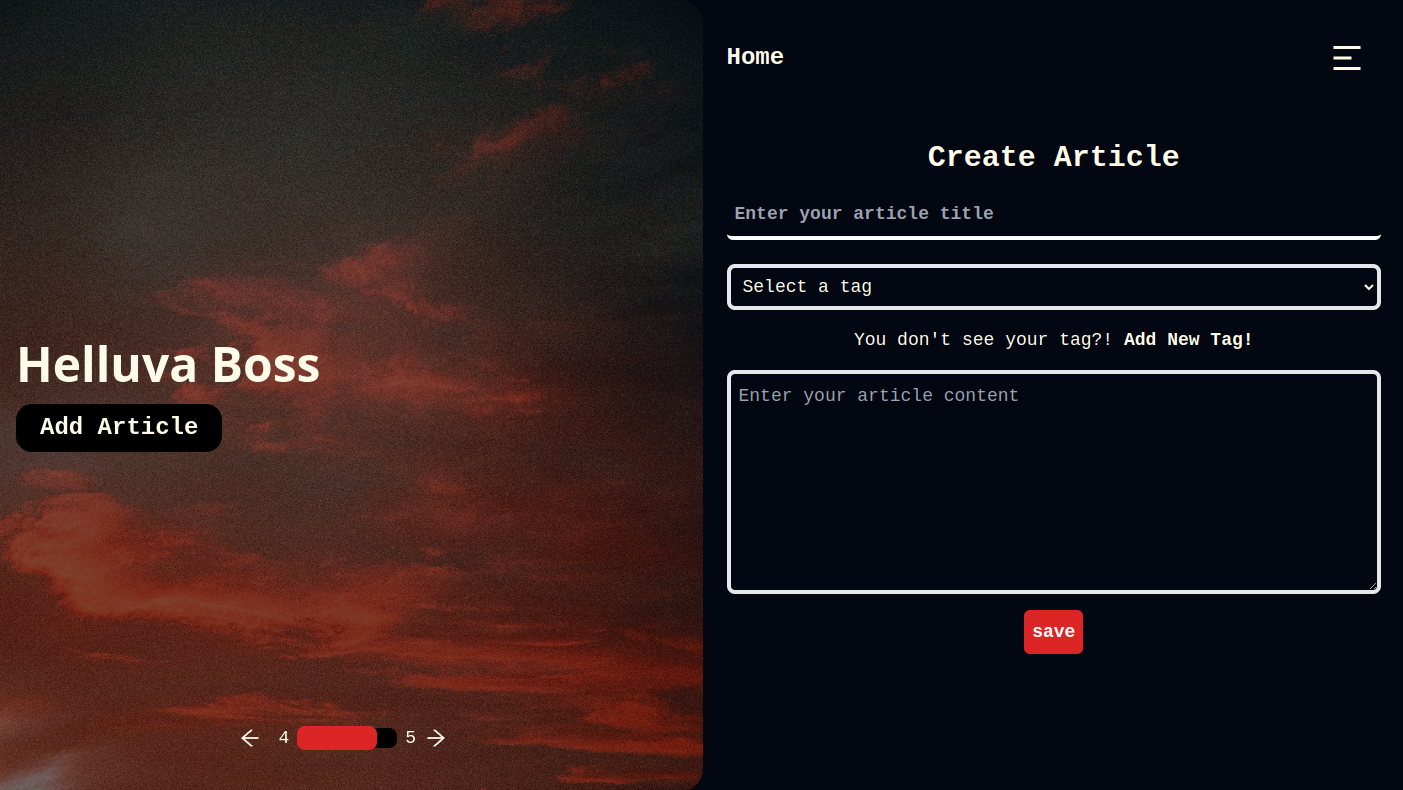 Helluva Boss
Add Article
4 5
Home
Create Article
Enter your article title
Select a tag
You don't see your tag?! Add New Tag!
Enter your article content
save